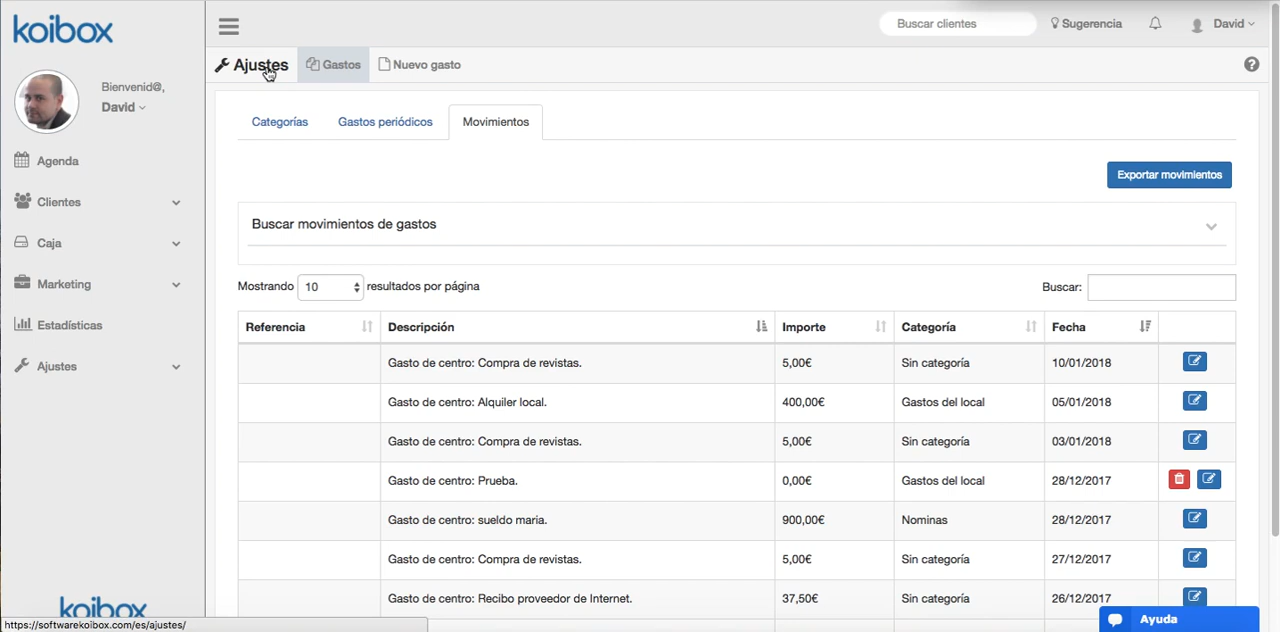 koibox
Buscar clientes
Sugerencia
David
Bienvenid@,
David
Ajustes
Gastos
Nuevo gasto
Agenda
Clientes
Caja
Marketing
Estadísticas
Ajustes
Categorías
Gastos periódicos
Movimientos
Exportar movimientos
Buscar movimientos de gastos
Mostrando 10 resultados por página
Buscar:
Referencia Descripción Importe Categoría Fecha
Gasto de centro: Compra de revistas. 5,00€ Sin categoría 10/01/2018
Gasto de centro: Alquiler local. 400,00€ Gastos del local 05/01/2018
Gasto de centro: Compra de revistas. 5,00€ Sin categoría 03/01/2018
Gasto de centro: Prueba. 0,00€ Gastos del local 28/12/2017
Gasto de centro: sueldo maria. 900,00€ Nominas 28/12/2017
Gasto de centro: Compra de revistas. 5,00€ Sin categoría 27/12/2017
Gasto de centro: Recibo proveedor de Internet. 37,50€ Sin categoría 26/12/2017
koibox
https://softwarekoibox.com/es/ajustes/
Ayuda